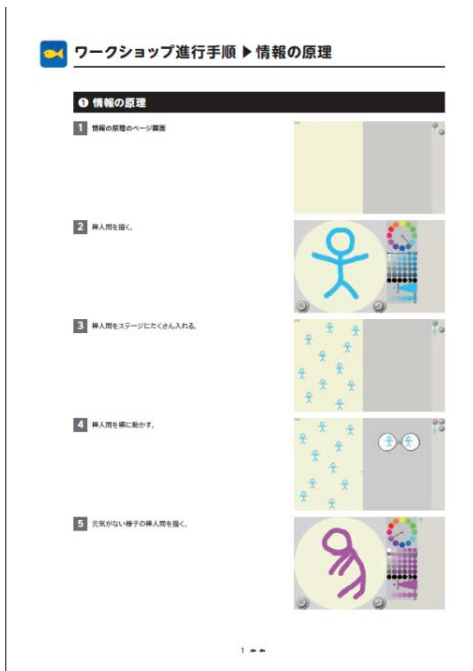 ワークショップ進行手順 ▶ 情報の原理
❶ 情報の原理
1 情報の原理のページ画面
2 棒人間を描く。
3 棒人間をステージにたくさん入れる。
4 棒人間を横に動かす。
5 元気がない様子の棒人間を描く。
1